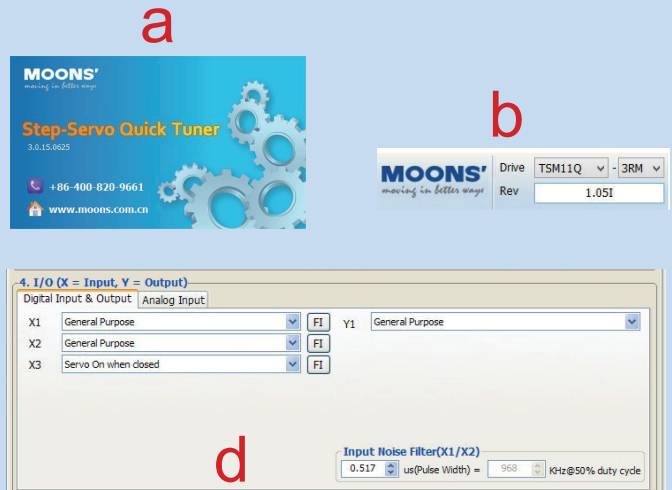 a
MOONS'
moving in better ways
Step-Servo Quick Tuner
3.0.15.0625
+86-400-820-9661
www.moons.com.cn
b
MOONS'
moving in better ways
Drive TSM11Q - 3RM
Rev 1.05I
4. I/O (X = Input, Y = Output)
Digital Input & Output Analog Input
X1 General Purpose FI Y1 General Purpose
X2 General Purpose FI
X3 Servo On when closed FI
d
Input Noise Filter(X1/X2)
0.517 us(Pulse Width) = 968 KHz@50% duty cycle